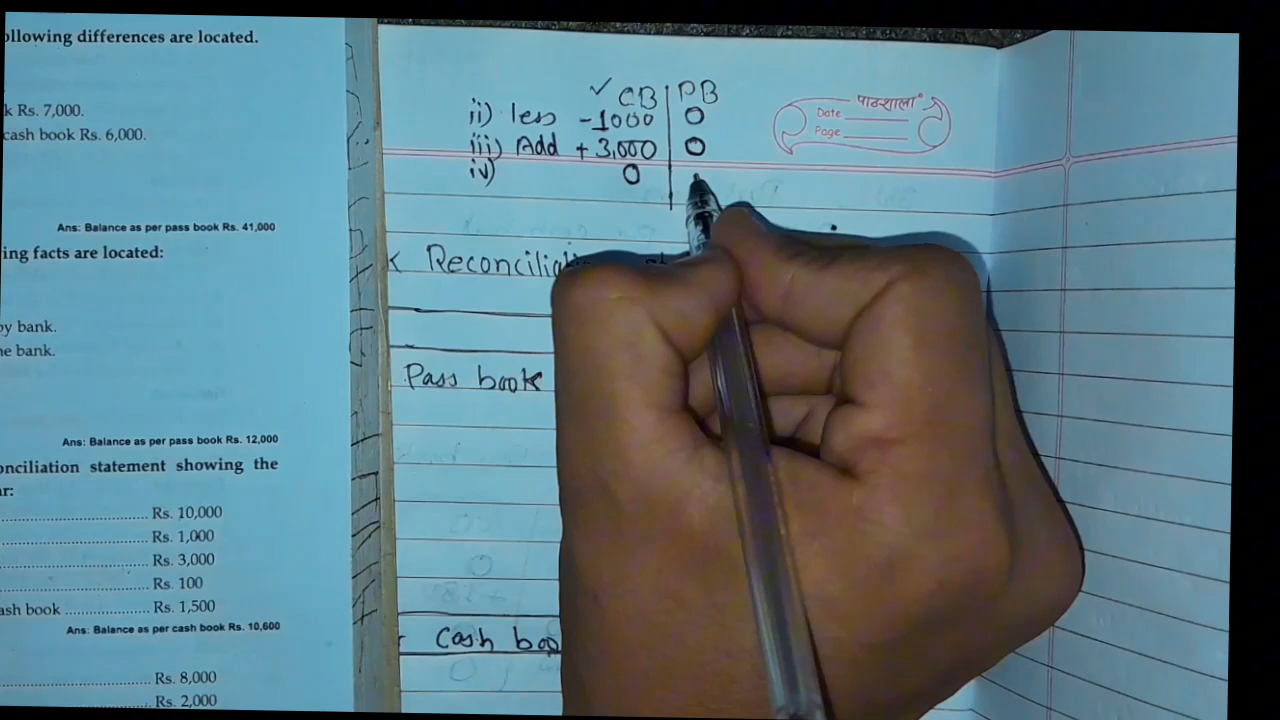 ollowing differences are located.
k Rs. 7,000.
cash book Rs. 6,000.
Ans: Balance as per pass book Rs. 41,000
ing facts are located:
by bank.
he bank.
Ans: Balance as per pass book Rs. 12,000
onciliation statement showing the
ar:
Rs. 10,000
Rs. 1,000
Rs. 3,000
Rs. 100
ash book Rs. 1,500
Ans: Balance as per cash book Rs. 10,600
Rs. 8,000
Rs. 2,000
✓ CB PB
ii) less -1000 0
iii) Add + 3,000 0
iv) 0
पाठशाला
Date
Page
Reconciliati
Pass book
Cash boo